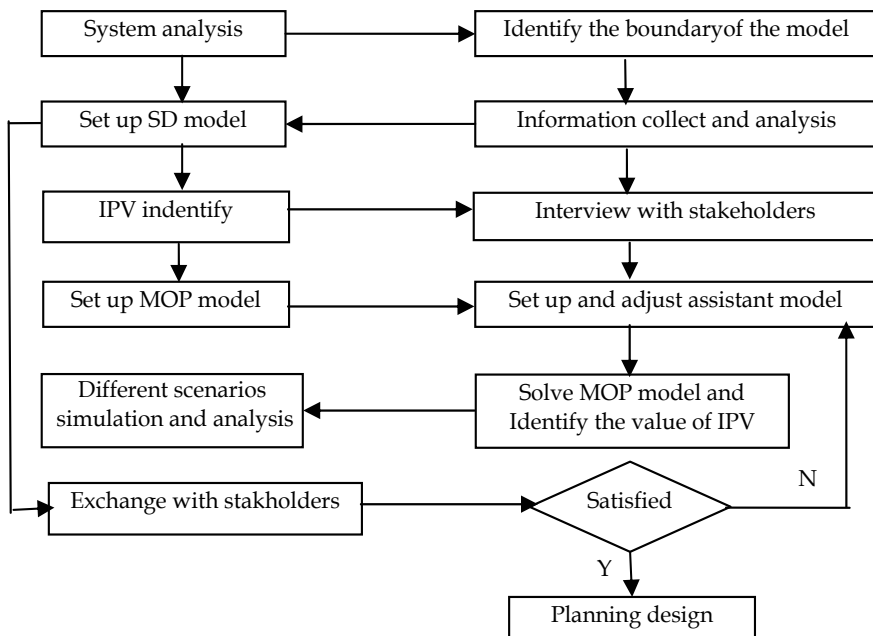 System analysis
Identify the boundaryof the model
Set up SD model
Information collect and analysis
IPV indentify
Interview with stakeholders
Set up MOP model
Set up and adjust assistant model
Different scenarios
simulation and analysis
Solve MOP model and
Identify the value of IPV
Exchange with stakholders
Satisfied
N
Y
Planning design